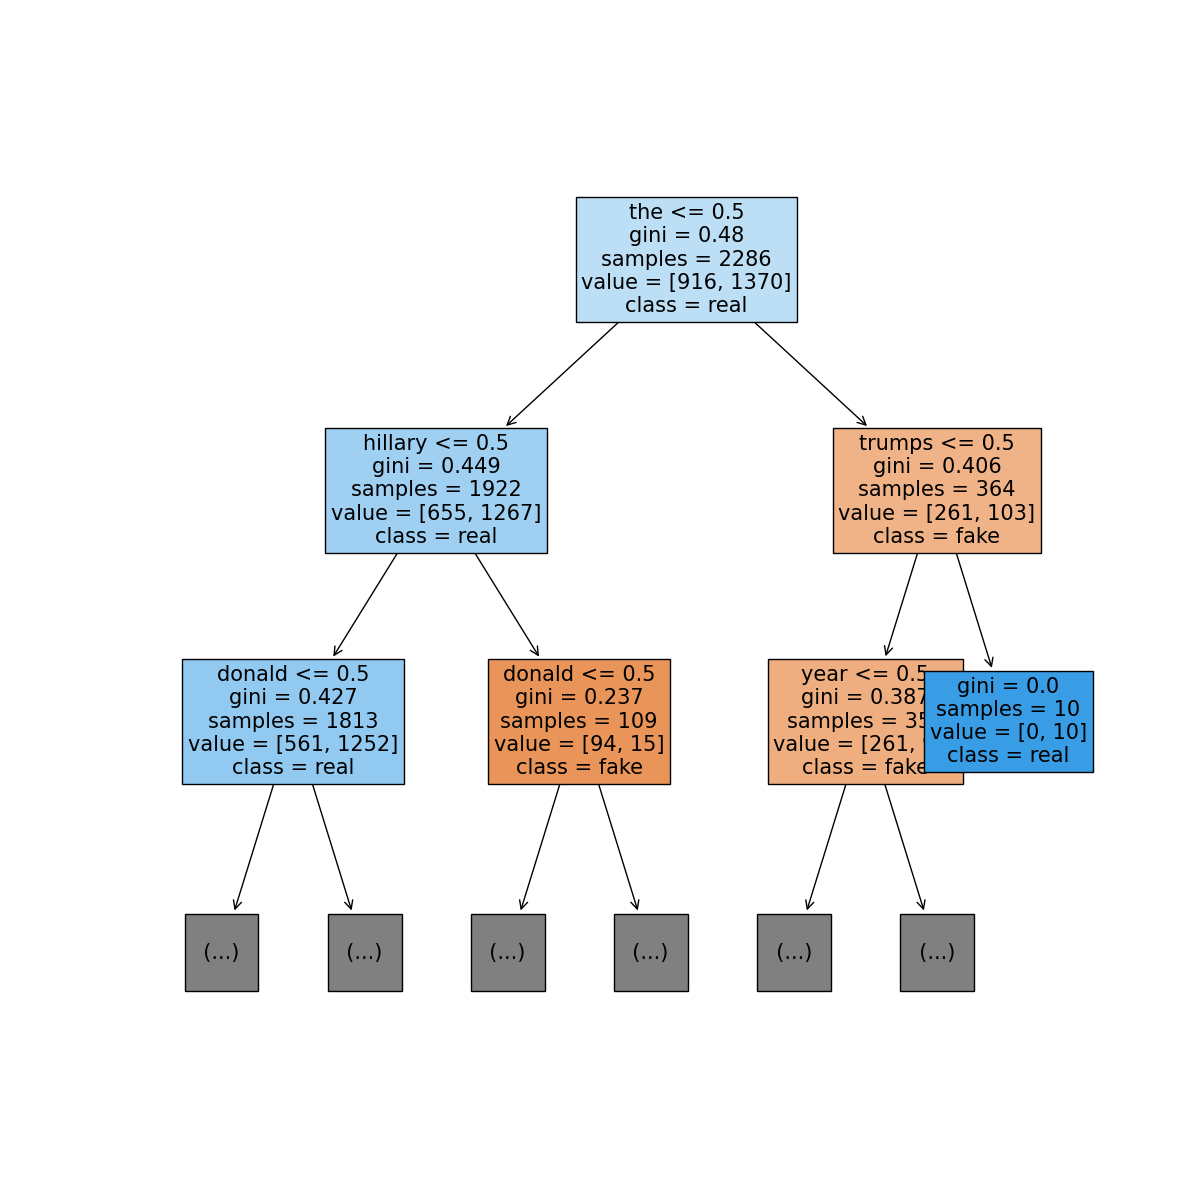 the <= 0.5
gini = 0.48
samples = 2286
value = [916, 1370]
class = real
hillary <= 0.5
gini = 0.449
samples = 1922
value = [655, 1267]
class = real
trumps <= 0.5
gini = 0.406
samples = 364
value = [261, 103]
class = fake
donald <= 0.5
gini = 0.427
samples = 1813
value = [561, 1252]
class = real
donald <= 0.5
gini = 0.237
samples = 109
value = [94, 15]
class = fake
year <= 0.5
gini = 0.387
samples = 35
value = [261,
class = fake
gini = 0.0
samples = 10
value = [0, 10]
class = real
(...)
(...)
(...)
(...)
(...)
(...)